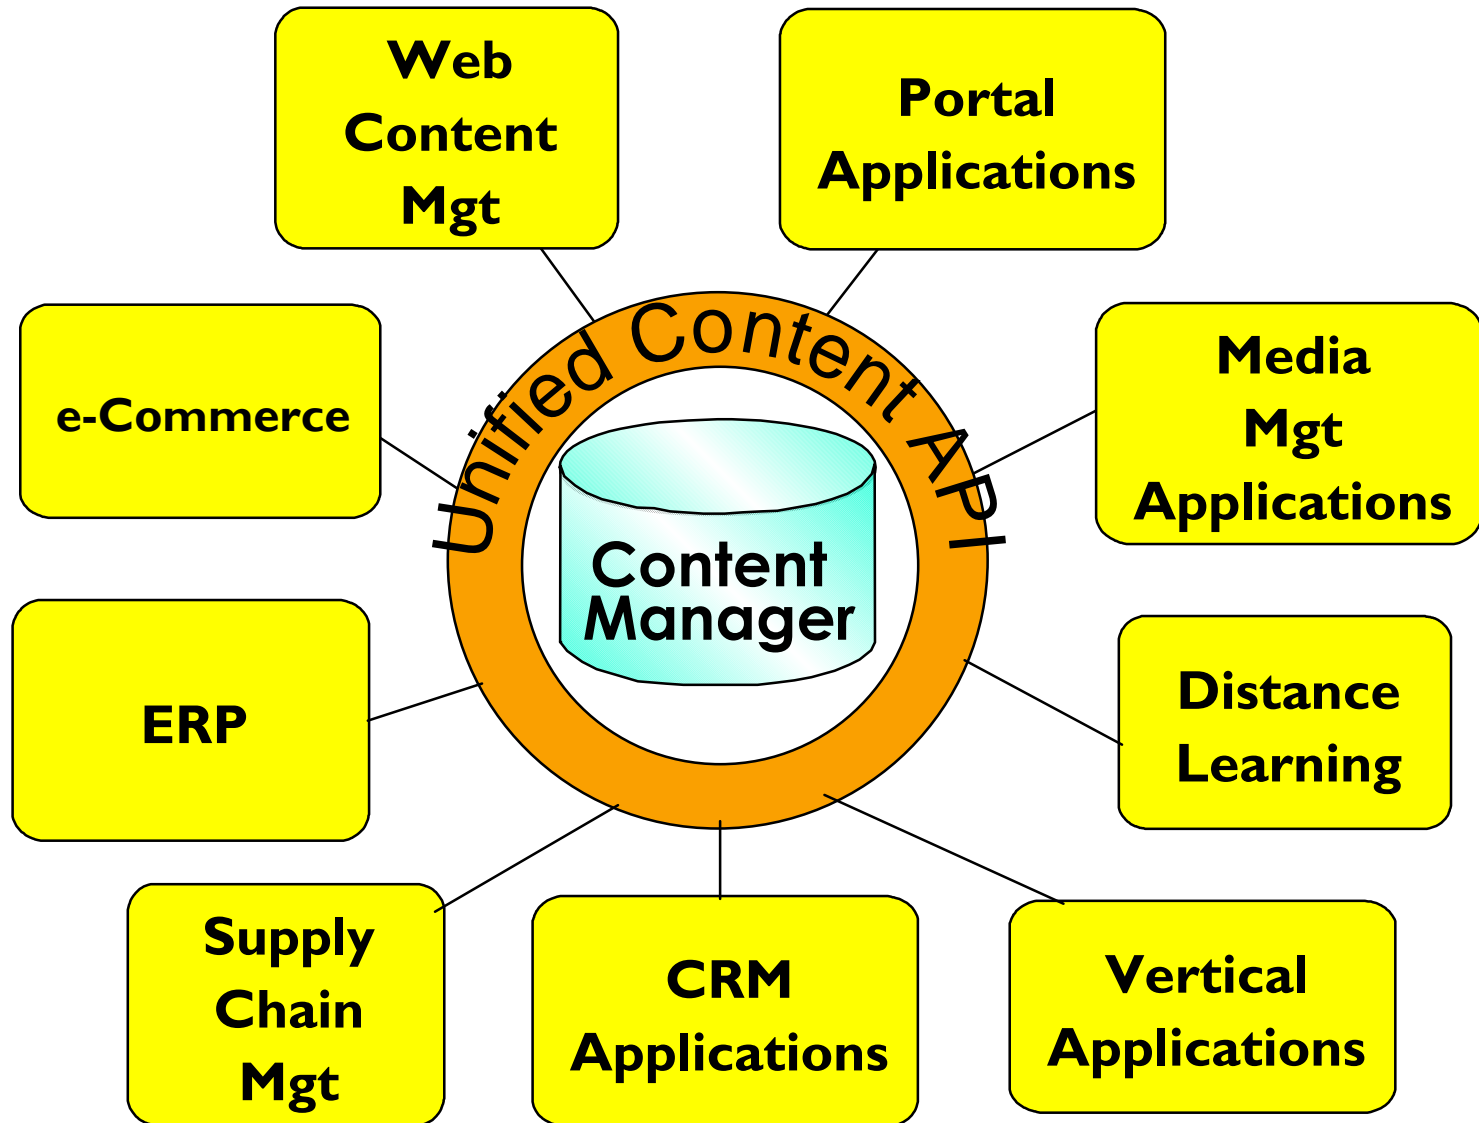 Web
Content
Mgt
Portal
Applications
e-Commerce
Unified Content API
Media
Mgt
Applications
Content
Manager
ERP
Distance
Learning
Supply
Chain
Mgt
CRM
Applications
Vertical
Applications